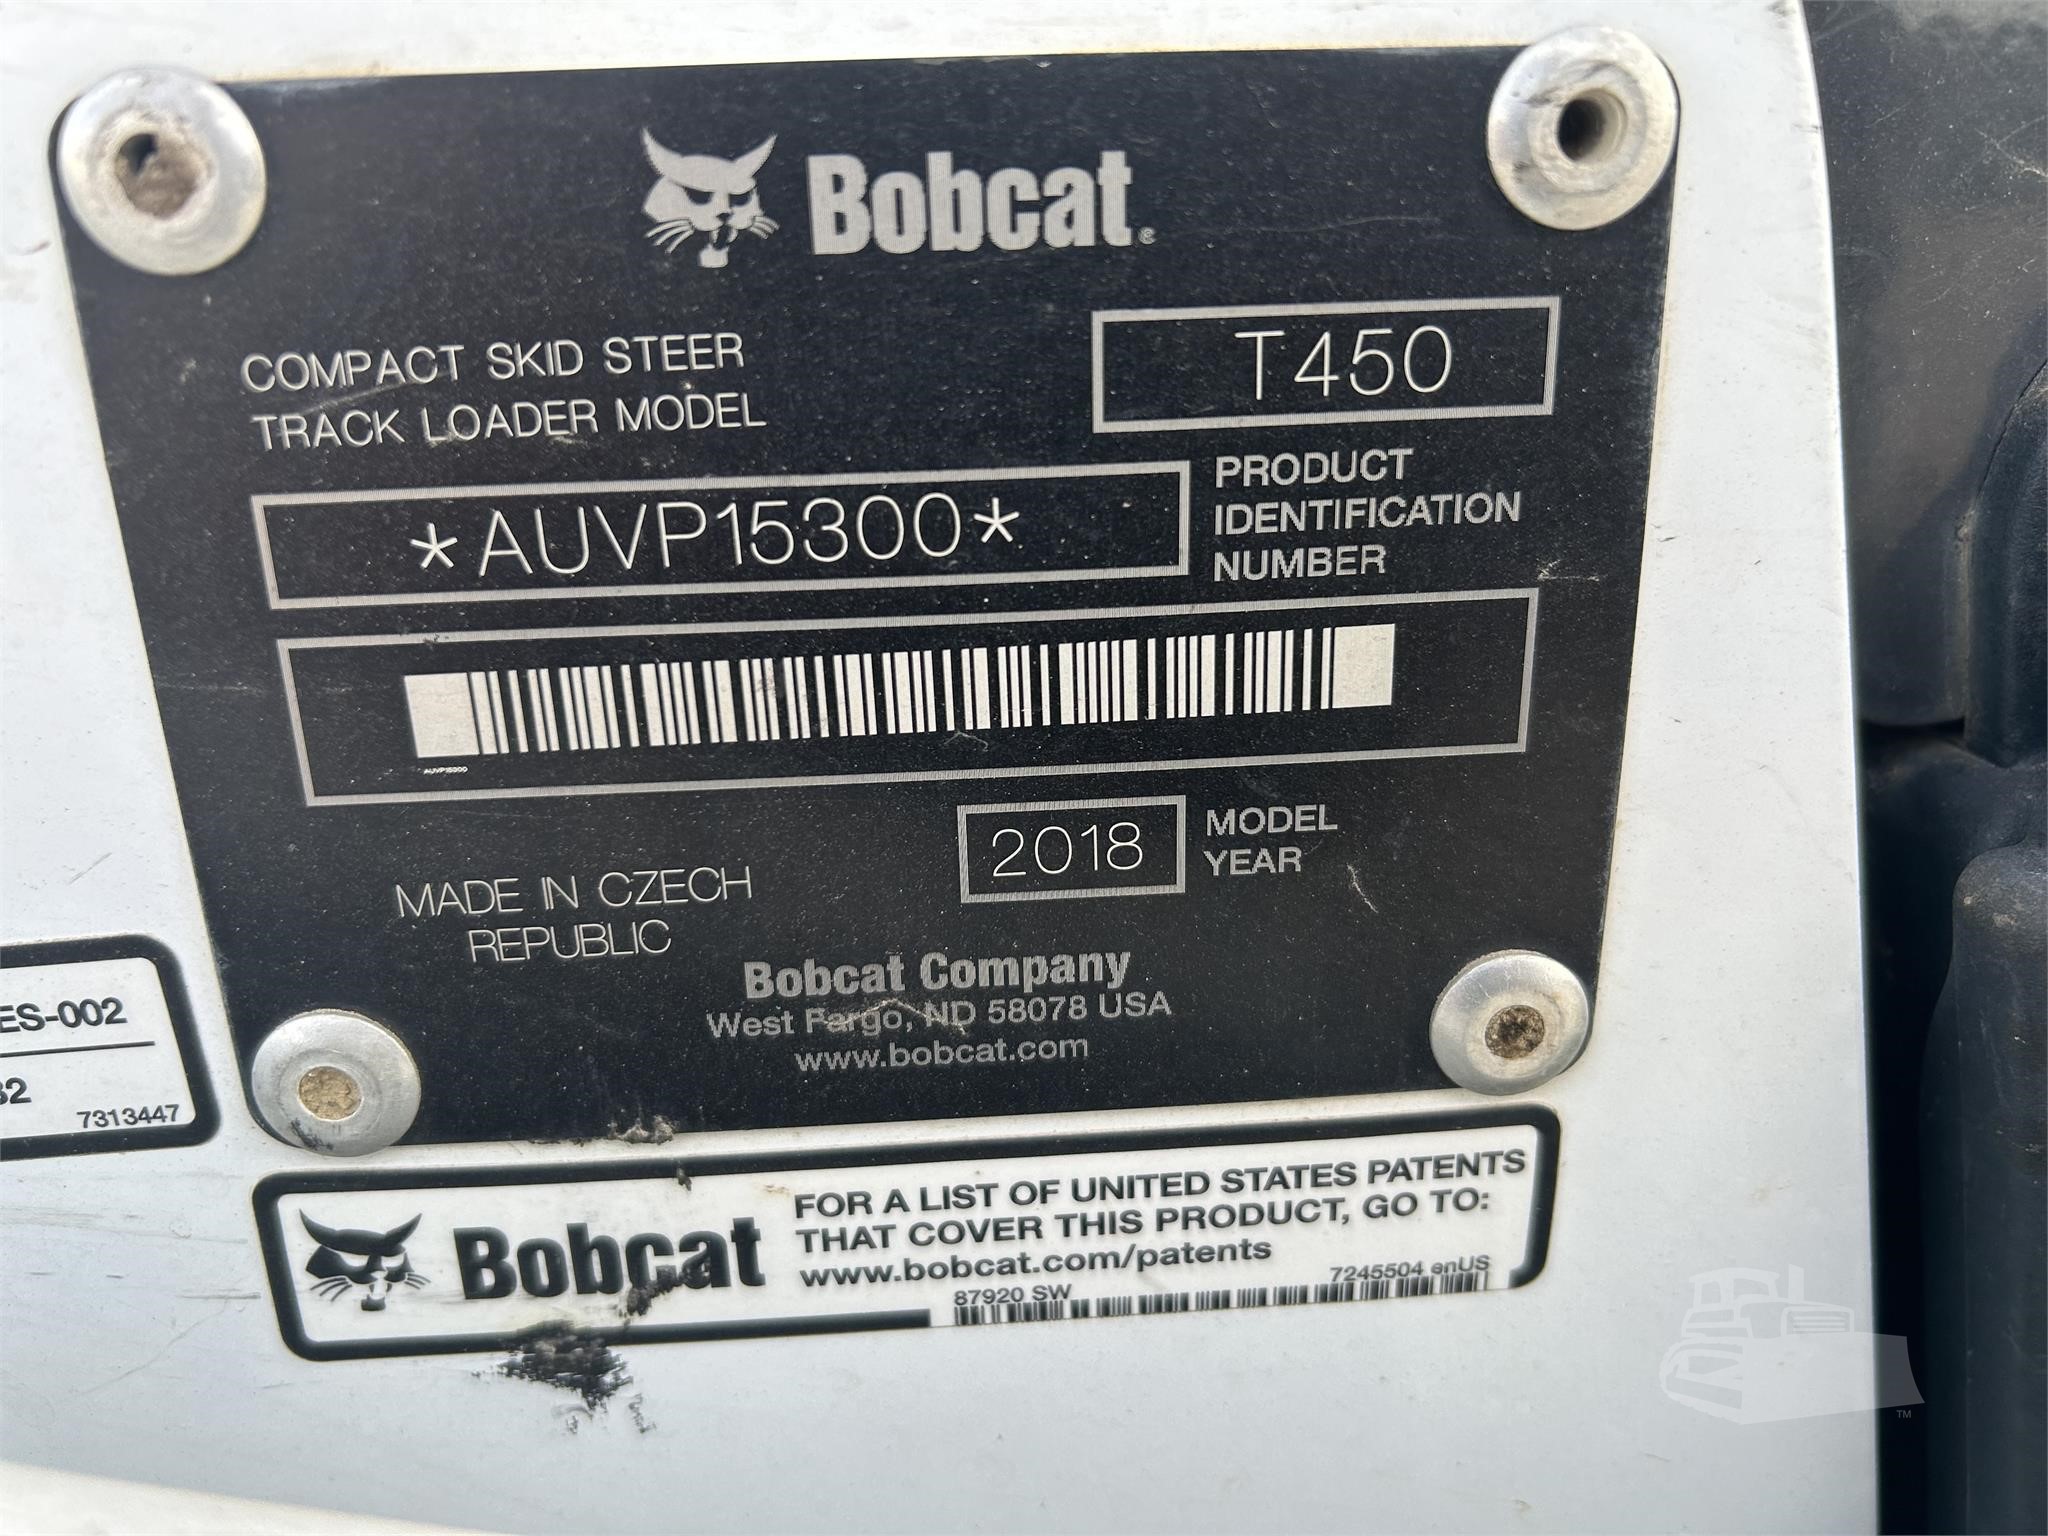 Bobcat®
COMPACT SKID STEER
TRACK LOADER MODEL
T450
*AUVP15300*
PRODUCT
IDENTIFICATION
NUMBER
AUVP15300
2018
MODEL
YEAR
MADE IN CZECH
REPUBLIC
Bobcat Company
West Fargo, ND 58078 USA
www.bobcat.com
ES-002
32
7313447
Bobcat
FOR A LIST OF UNITED STATES PATENTS
THAT COVER THIS PRODUCT, GO TO:
www.bobcat.com/patents
87920 SW
7245504 enUS
TM